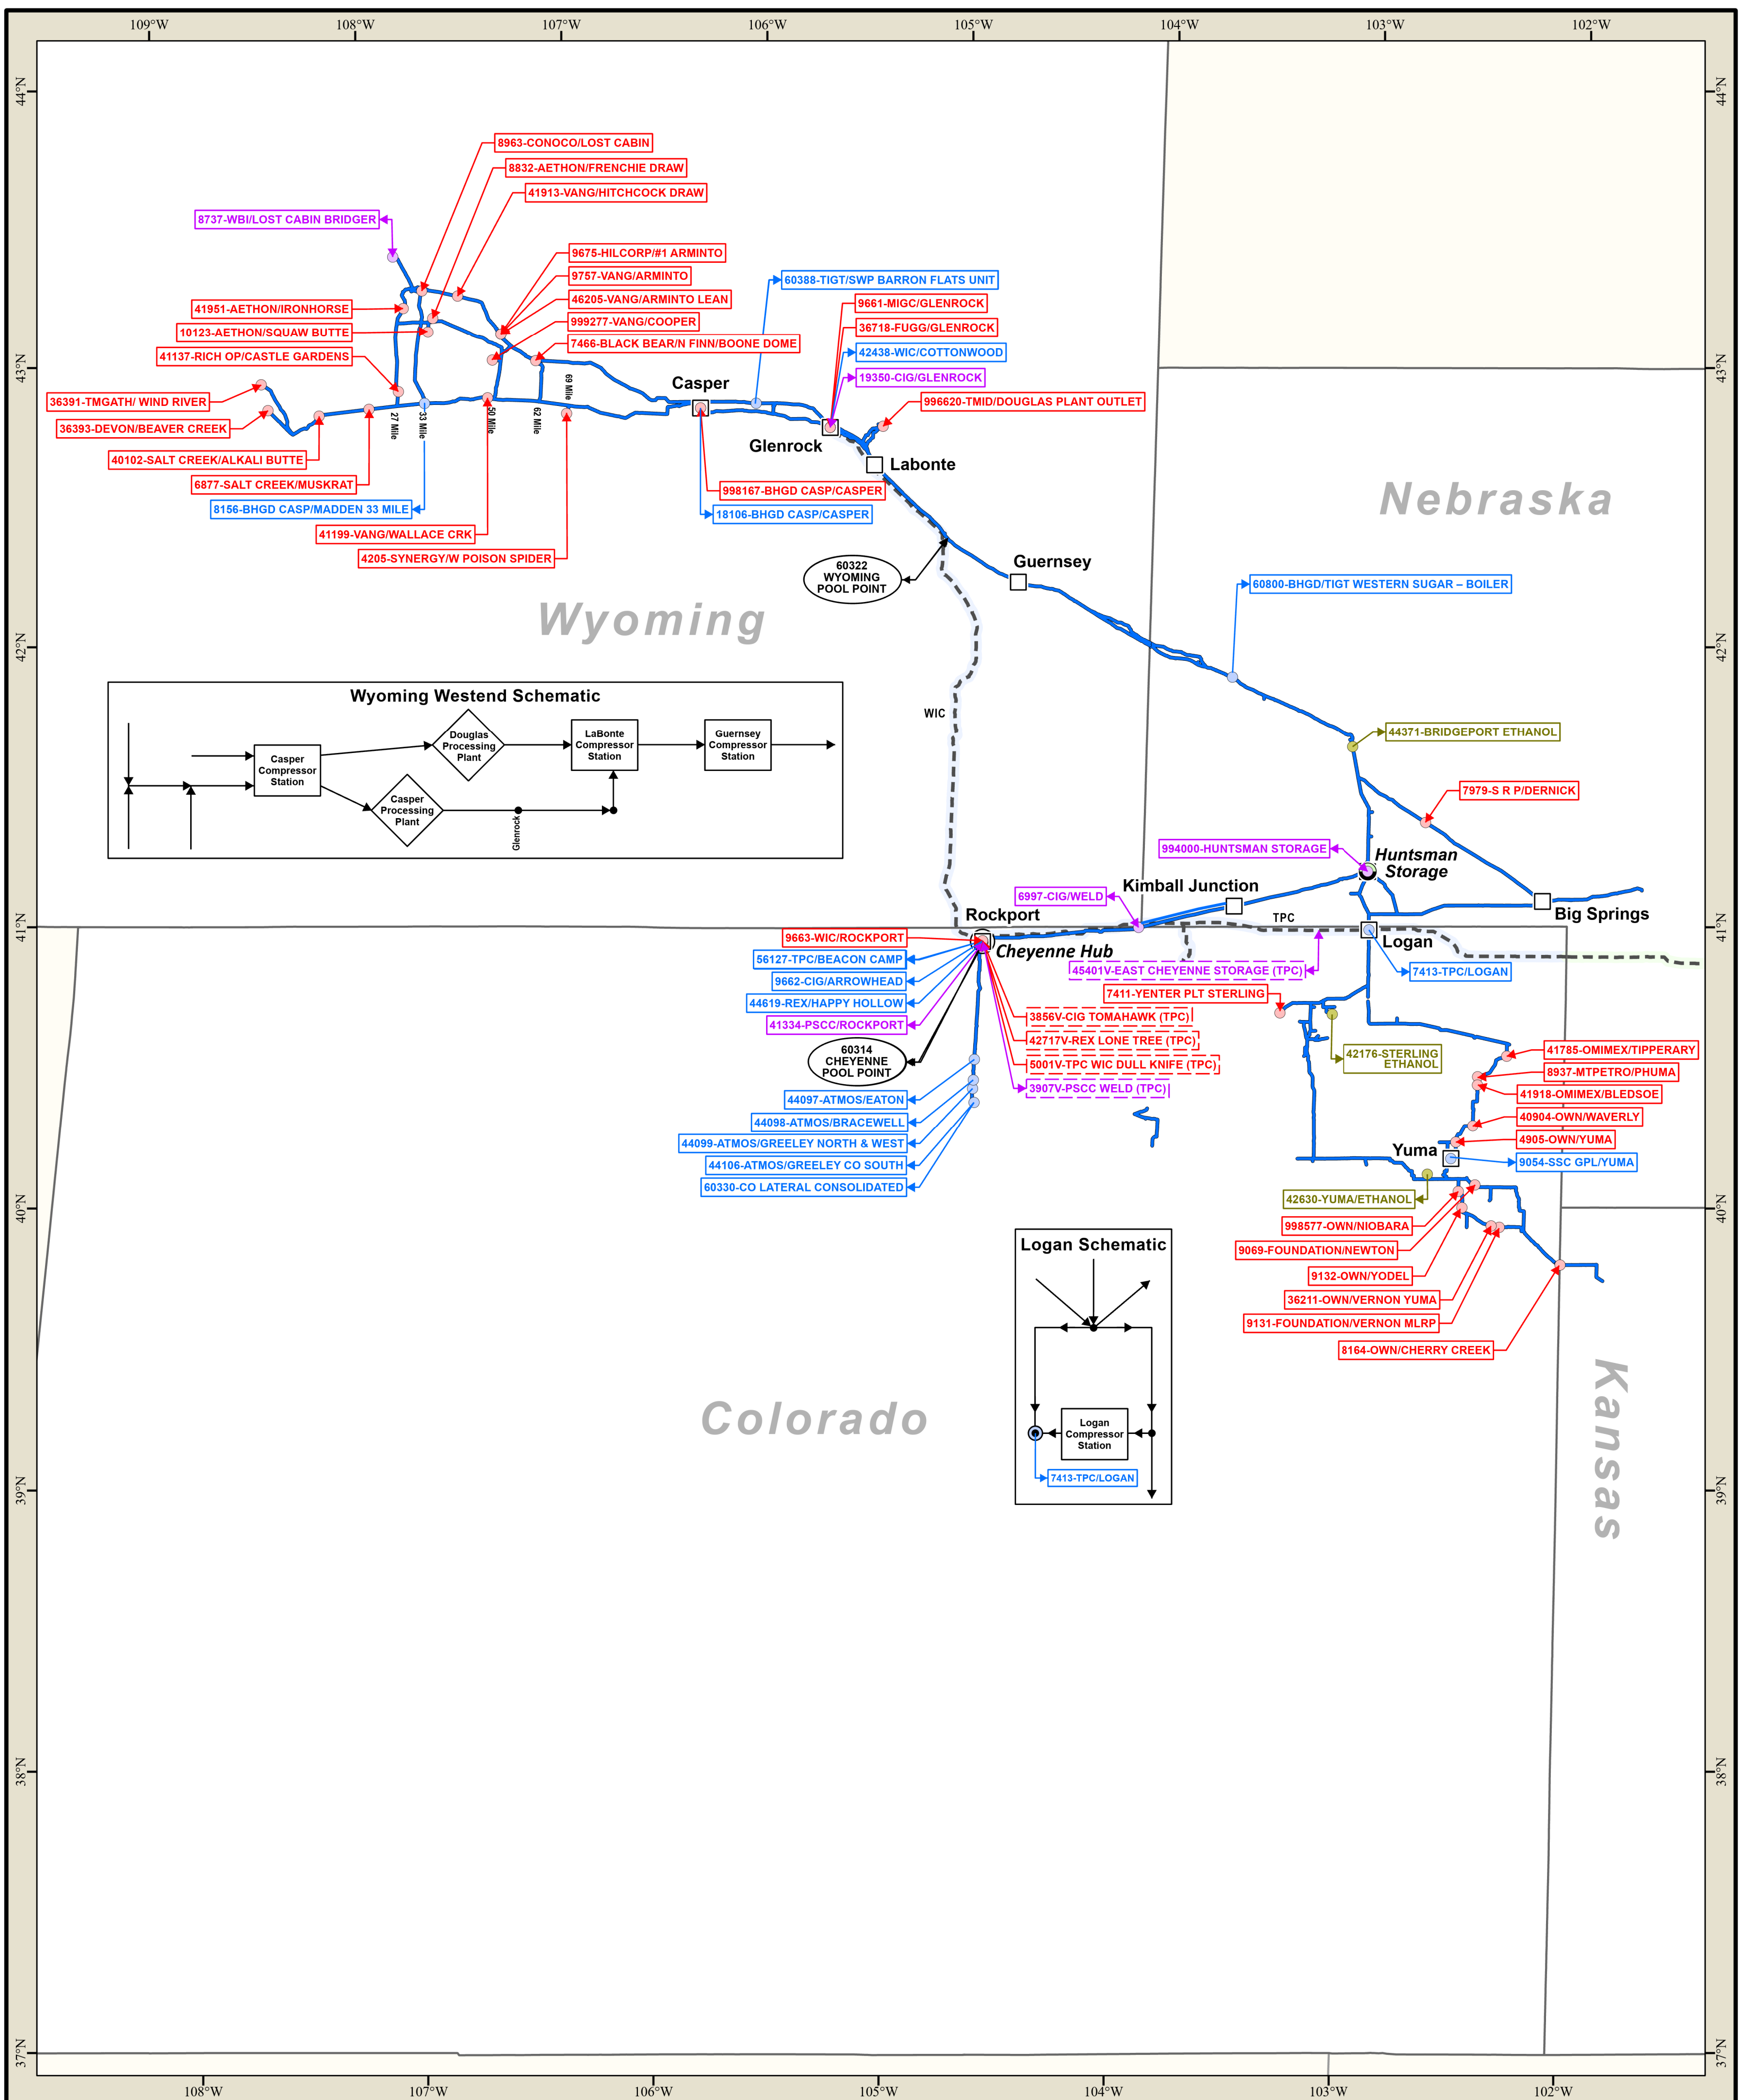 109°W 108°W 107°W 106°W 105°W 104°W 103°W 102°W
44°N
44°N
8963-CONOCO/LOST CABIN
8832-AETHON/FRENCHIE DRAW
41913-VANG/HITCHCOCK DRAW
8737-WBI/LOST CABIN BRIDGER
9675-HILCORP/#1 ARMINTO
9757-VANG/ARMINTO
46205-VANG/ARMINTO LEAN
999277-VANG/COOPER
7466-BLACK BEAR/N FINN/BOONE DOME
60388-TIGT/SWP BARRON FLATS UNIT
9661-MIGC/GLENROCK
36718-FUGG/GLENROCK
42438-WIC/COTTONWOOD
19350-CIG/GLENROCK
996620-TMID/DOUGLAS PLANT OUTLET
41951-AETHON/IRONHORSE
10123-AETHON/SQUAW BUTTE
41137-RICH OP/CASTLE GARDENS
43°N
43°N
36391-TMGATH/ WIND RIVER
36393-DEVON/BEAVER CREEK
40102-SALT CREEK/ALKALI BUTTE
6877-SALT CREEK/MUSKRAT
8156-BHGD CASP/MADDEN 33 MILE
41199-VANG/WALLACE CRK
4205-SYNERGY/W POISON SPIDER
27 Mile
33 Mile
50 Mile
62 Mile
69 Mile
Casper
Glenrock
Labonte
998167-BHGD CASP/CASPER
18106-BHGD CASP/CASPER
Nebraska
60322
WYOMING
POOL POINT
Guernsey
60800-BHGD/TIGT WESTERN SUGAR – BOILER
Wyoming
42°N
42°N
WIC
44371-BRIDGEPORT ETHANOL
7979-S R P/DERNICK
Wyoming Westend Schematic
Casper
Compressor
Station
Douglas
Processing
Plant
LaBonte
Compressor
Station
Guernsey
Compressor
Station
Casper
Processing
Plant
Glenrock
994000-HUNTSMAN STORAGE
Huntsman
Storage
Kimball Junction
6997-CIG/WELD
Big Springs
TPC
Rockport
Cheyenne Hub
Logan
41°N
41°N
9663-WIC/ROCKPORT
56127-TPC/BEACON CAMP
9662-CIG/ARROWHEAD
44619-REX/HAPPY HOLLOW
41334-PSCC/ROCKPORT
60314
CHEYENNE
POOL POINT
45401V-EAST CHEYENNE STORAGE (TPC)
7413-TPC/LOGAN
7411-YENTER PLT STERLING
3856V-CIG TOMAHAWK (TPC)
42717V-REX LONE TREE (TPC)
5001V-TPC WIC DULL KNIFE (TPC)
3907V-PSCC WELD (TPC)
42176-STERLING
ETHANOL
41785-OMIMEX/TIPPERARY
8937-MTPETRO/PHUMA
41918-OMIMEX/BLEDSOE
40904-OWN/WAVERLY
4905-OWN/YUMA
Yuma
9054-SSC GPL/YUMA
44097-ATMOS/EATON
44098-ATMOS/BRACEWELL
44099-ATMOS/GREELEY NORTH & WEST
44106-ATMOS/GREELEY CO SOUTH
60330-CO LATERAL CONSOLIDATED
42630-YUMA/ETHANOL
40°N
40°N
998577-OWN/NIOBARA
9069-FOUNDATION/NEWTON
9132-OWN/YODEL
36211-OWN/VERNON YUMA
9131-FOUNDATION/VERNON MLRP
8164-OWN/CHERRY CREEK
Logan Schematic
Logan
Compressor
Station
7413-TPC/LOGAN
Colorado
Kansas
39°N
39°N
38°N
38°N
37°N
37°N
108°W 107°W 106°W 105°W 104°W 103°W 102°W